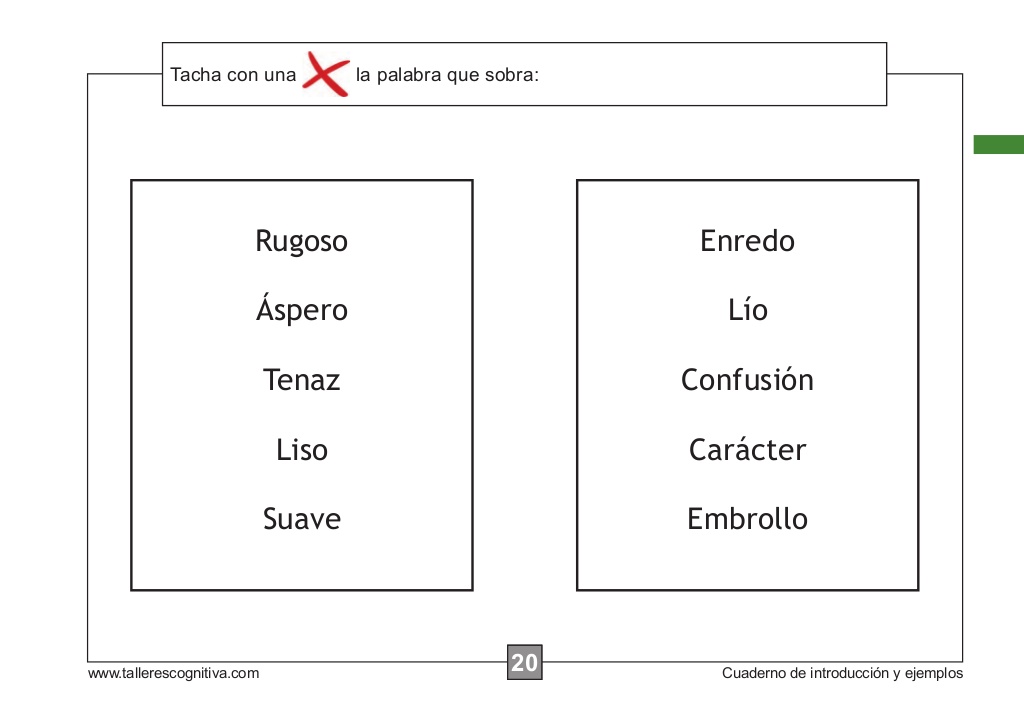 Tacha con una la palabra que sobra:
Rugoso
Áspero
Tenaz
Liso
Suave
Enredo
Lío
Confusión
Carácter
Embrollo
www.tallerescognitiva.com
20
Cuaderno de introducción y ejemplos